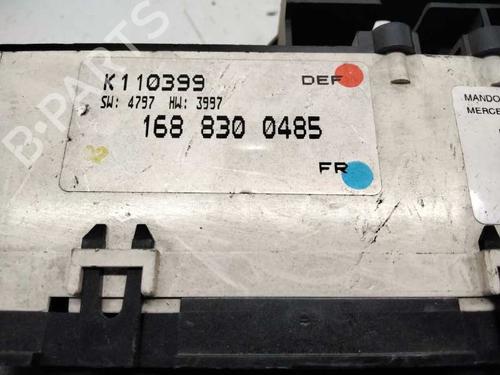 K110399
DEF
SW: 4797 HW: 3997
168 830 0485
FR
MANDO
MERCE
B-PARTS